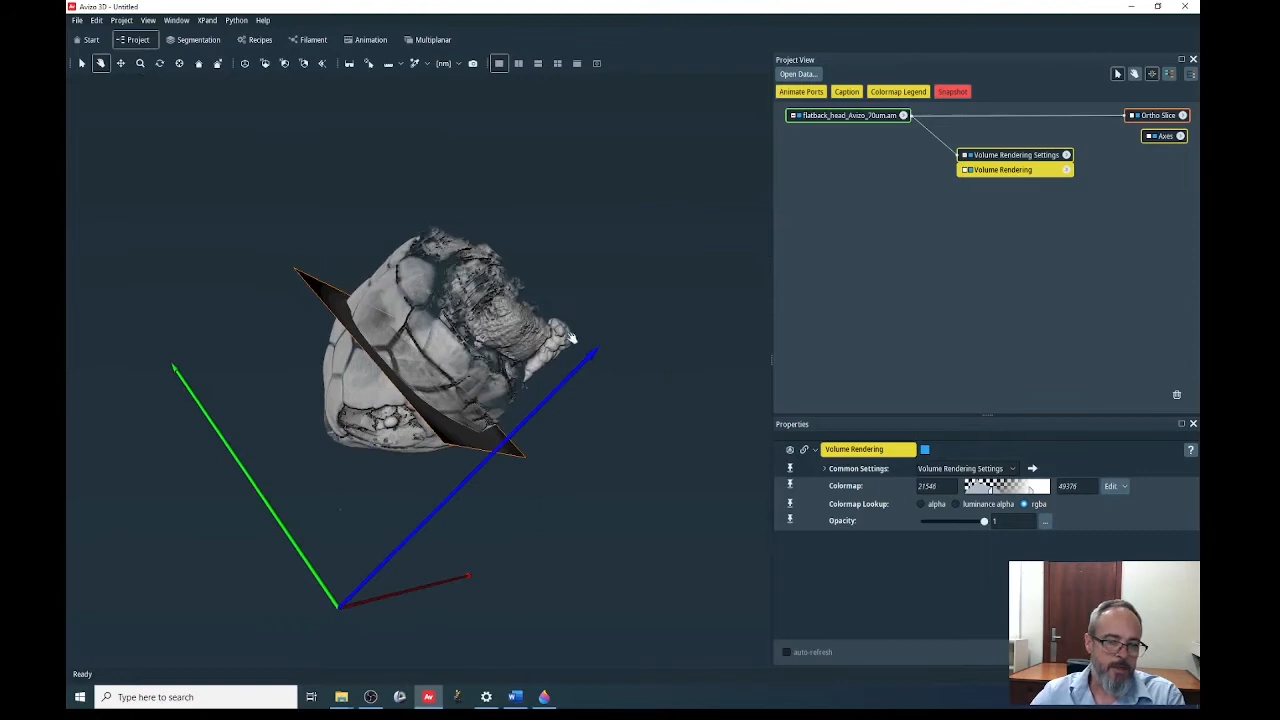 Avizo 3D - Untitled
File Edit Project View Window XPand Python Help
Start Project Segmentation Recipes Filament Animation Multiplanar
[nm]
Project View
Open Data...
Animate Ports Caption Colormap Legend Snapshot
flatback_head_Avizo_70um.am
Ortho Slice
Axes
Volume Rendering Settings
Volume Rendering
Properties
Volume Rendering ?
Common Settings: Volume Rendering Settings
Colormap: 21546 49376 Edit
Colormap Lookup: alpha luminance alpha rgba
Opacity: 1 ...
auto-refresh
Ready
Type here to search